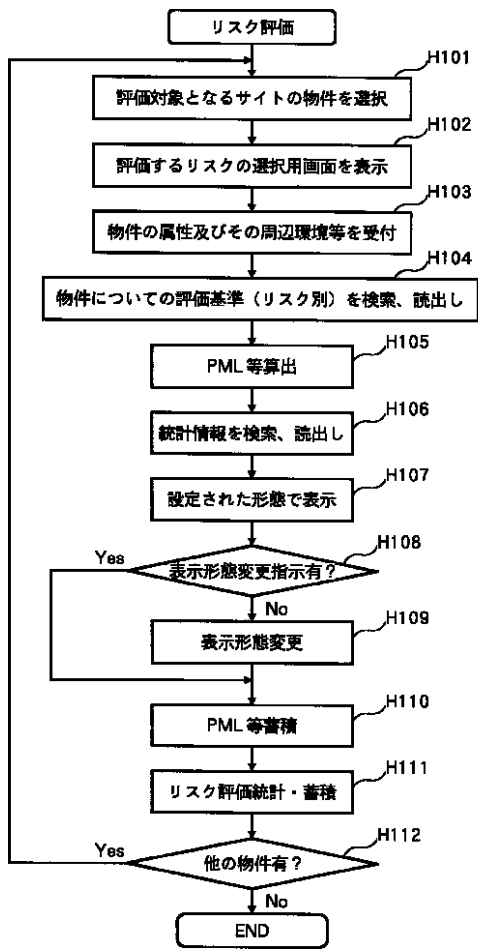 リスク評価
H101
評価対象となるサイトの物件を選択
H102
評価するリスクの選択用画面を表示
H103
物件の属性及びその周辺環境等を受付
H104
物件についての評価基準（リスク別）を検索、読出し
H105
PML等算出
H106
統計情報を検索、読出し
H107
設定された形態で表示
H108
Yes
表示形態変更指示有？
No
H109
表示形態変更
H110
PML等蓄積
H111
リスク評価統計・蓄積
H112
Yes
他の物件有？
No
END